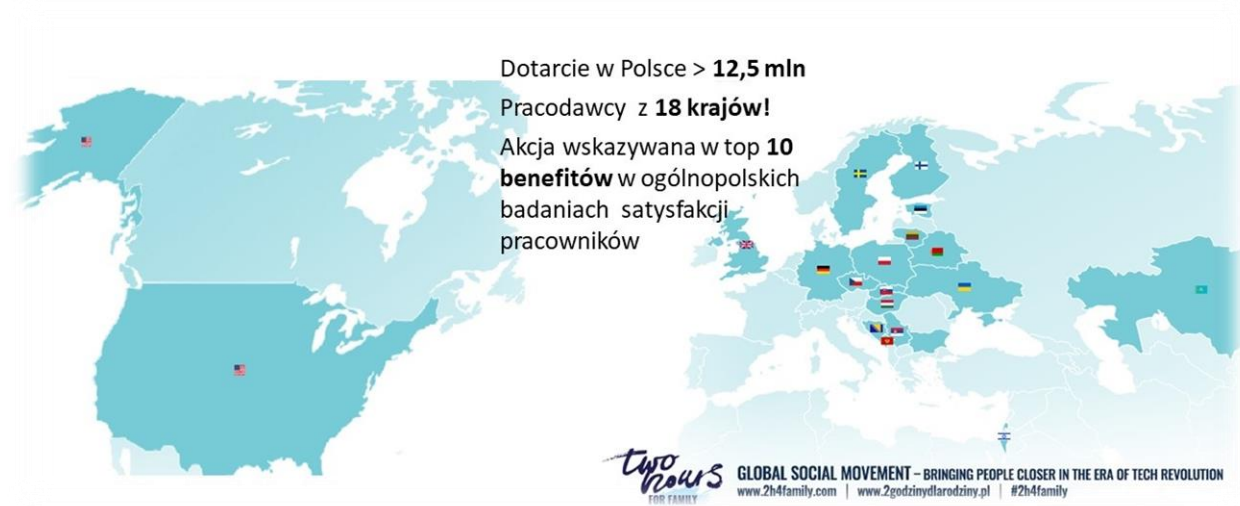 Dotarcie w Polsce > 12,5 mln
Pracodawcy z 18 krajów!
Akcja wskazywana w top 10
benefitów w ogólnopolskich
badaniach satysfakcji
pracowników
two
hours
FOR FAMILY
GLOBAL SOCIAL MOVEMENT – BRINGING PEOPLE CLOSER IN THE ERA OF TECH REVOLUTION
www.2h4family.com | www.2godzinydlarodziny.pl | #2h4family